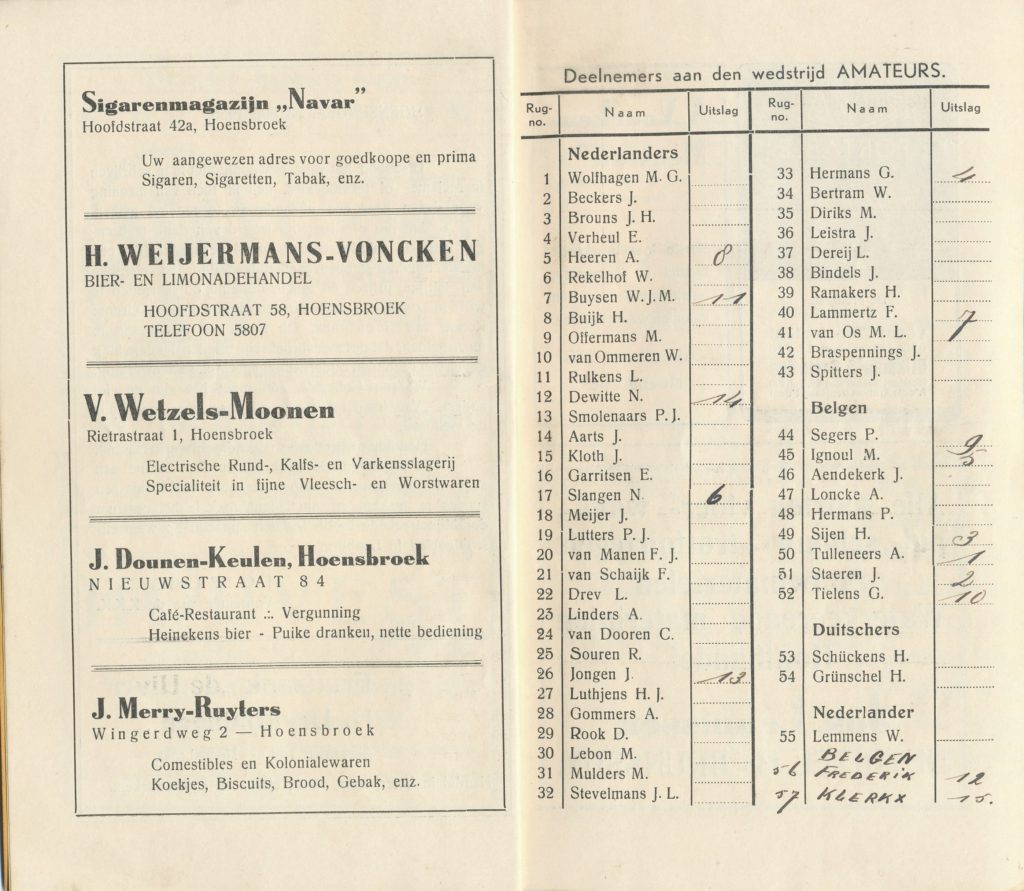 Sigarenmagazijn „Navar”
Hoofdstraat 42a, Hoensbroek
Uw aangewezen adres voor goedkoope en prima
Sigaren, Sigaretten, Tabak, enz.
H. WEIJERMANS-VONCKEN
BIER- EN LIMONADEHANDEL
HOOFDSTRAAT 58, HOENSBROEK
TELEFOON 5807
V. Wetzels-Moonen
Rietrastraat 1, Hoensbroek
Electrische Rund-, Kalfs- en Varkensslagerij
Specialiteit in fijne Vleesch- en Worstwaren
J. Dounen-Keulen, Hoensbroek
NIEUWSTRAAT 84
Café-Restaurant .:. Vergunning
Heinekens bier - Puike dranken, nette bediening
J. Merry-Ruyters
Wingerdweg 2 — Hoensbroek
Comestibles en Kolonialewaren
Koekjes, Biscuits, Brood, Gebak, enz.
Deelnemers aan den wedstrijd AMATEURS.
Rug-no. Naam Uitslag
Nederlanders
1 Wolfhagen M. G.
2 Beckers J.
3 Brouns J. H.
4 Verheul E.
5 Heeren A. 8
6 Rekelhof W.
7 Buysen W. J. M. 11
8 Buijk H.
9 Offermans M.
10 van Ommeren W.
11 Rulkens L.
12 Dewitte N. 14
13 Smolenaars P. J.
14 Aarts J.
15 Kloth J.
16 Garritsen E.
17 Slangen N. 6
18 Meijer J.
19 Lutters P. J.
20 van Manen F. J.
21 van Schaijk F.
22 Drev L.
23 Linders A.
24 van Dooren C.
25 Souren R.
26 Jongen J. 13
27 Luthjens H. J.
28 Gommers A.
29 Rook D.
30 Lebon M.
31 Mulders M.
32 Stevelmans J. L.
Rug-no. Naam Uitslag
33 Hermans G. 4
34 Bertram W.
35 Diriks M.
36 Leistra J.
37 Dereij L.
38 Bindels J.
39 Ramakers H.
40 Lammertz F. 7
41 van Os M. L.
42 Braspennings J.
43 Spitters J.
Belgen
44 Segers P. 9
45 Ignoul M. 5
46 Aendekerk J.
47 Loncke A.
48 Hermans P.
49 Sijen H. 3
50 Tulleneers A. 1
51 Staeren J. 2
52 Tielens G. 10
Duitschers
53 Schückens H.
54 Grünschel H.
Nederlander
55 Lemmens W.
BELGEN
56 FREDERIK 12
57 KLERKX 15.